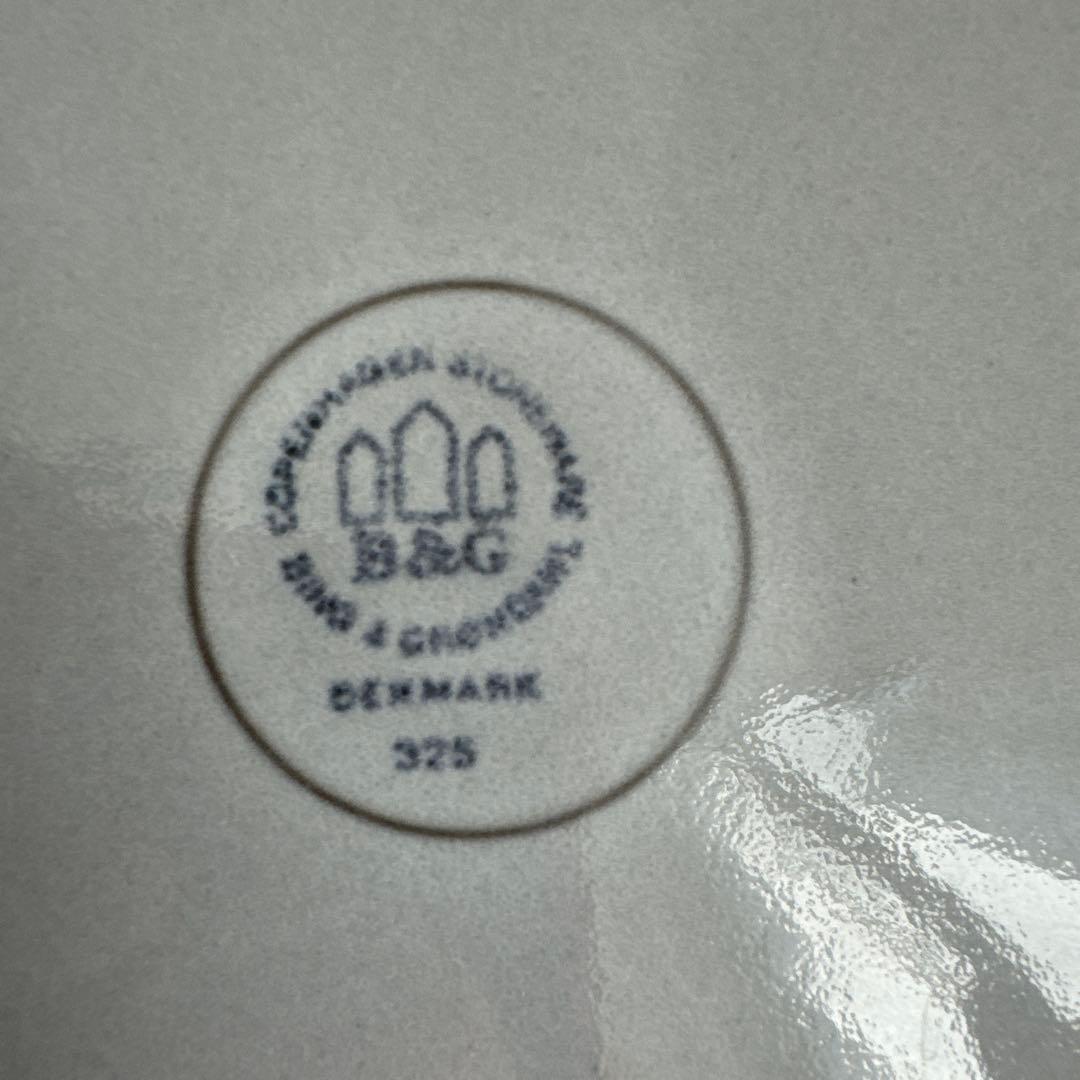 COPENHAGEN STONEWARE
B&G
BING & GRØNDAHL
DENMARK
325